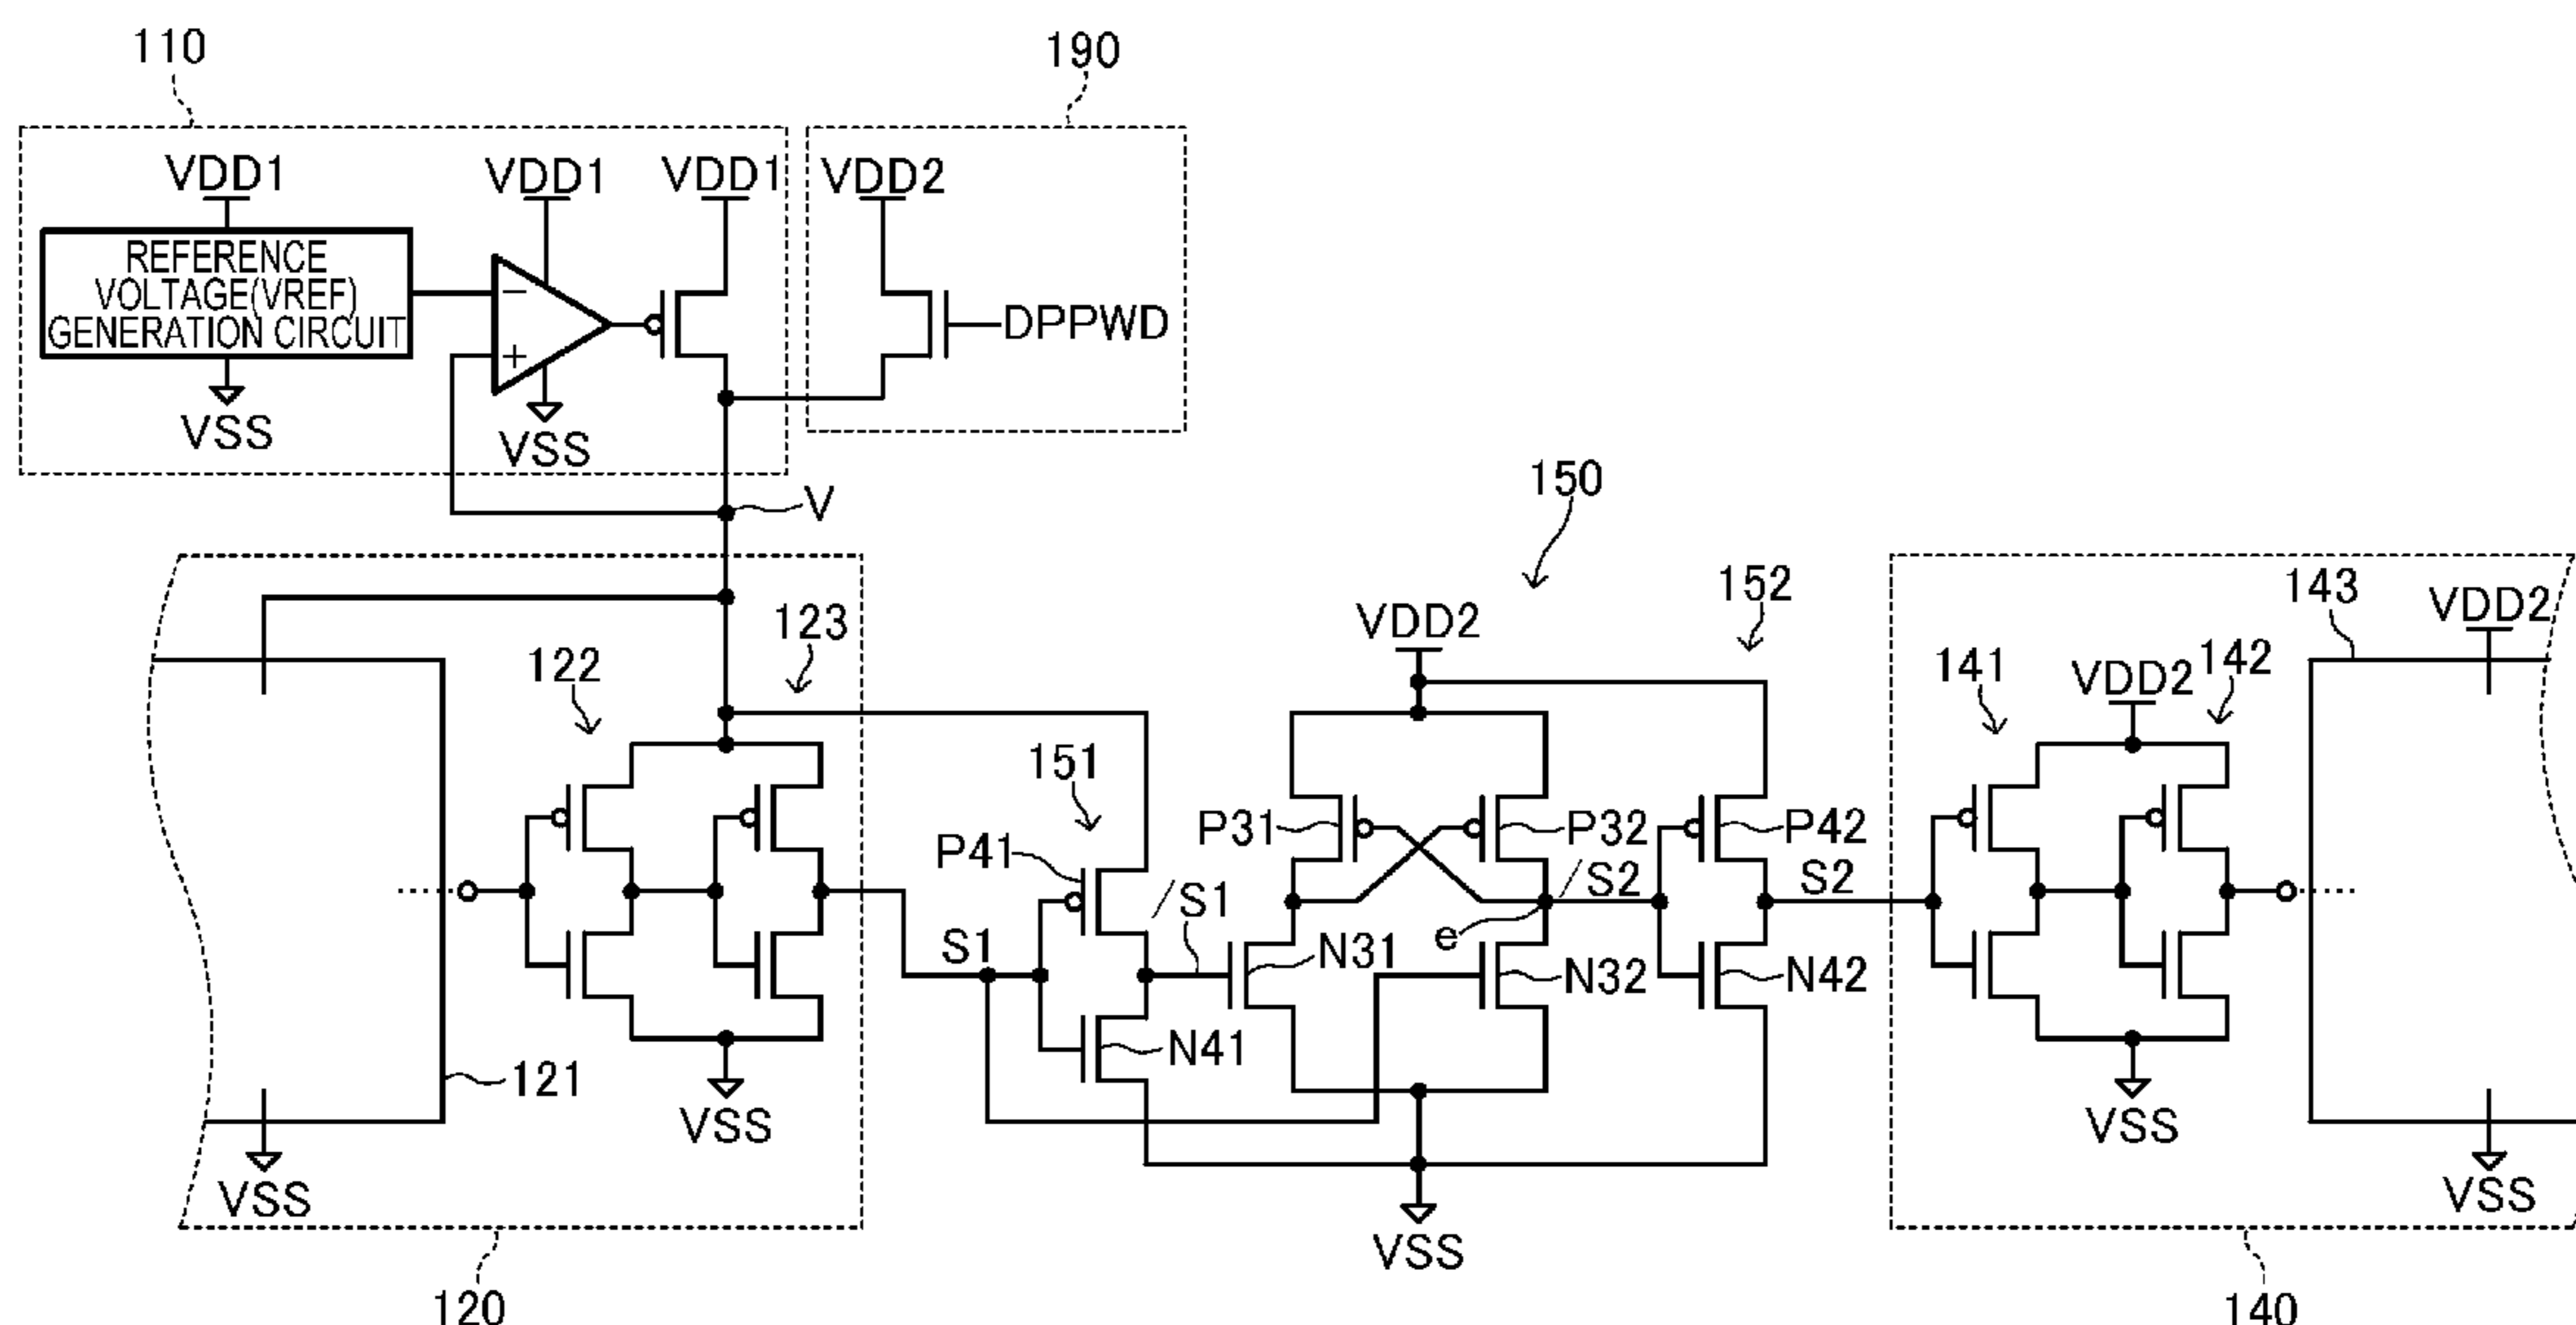 110
190
VDD1
VDD1
VDD1
VDD2
REFERENCE
VOLTAGE(VREF)
GENERATION CIRCUIT
−
+
DPPWD
VSS
VSS
V
150
123
122
152
VDD2
143
VDD2
141
VDD2
142
151
P41
P31
P32
P42
/S1
/S2
S2
S1
e
N31
N32
N42
N41
121
VSS
VSS
VSS
VSS
VSS
120
140